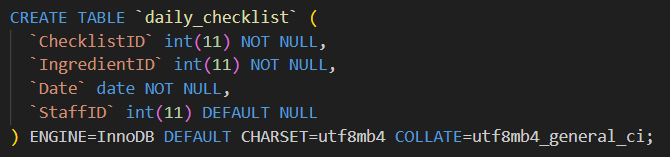 CREATE TABLE `daily_checklist` (
  `ChecklistID` int(11) NOT NULL,
  `IngredientID` int(11) NOT NULL,
  `Date` date NOT NULL,
  `StaffID` int(11) DEFAULT NULL
) ENGINE=InnoDB DEFAULT CHARSET=utf8mb4 COLLATE=utf8mb4_general_ci;